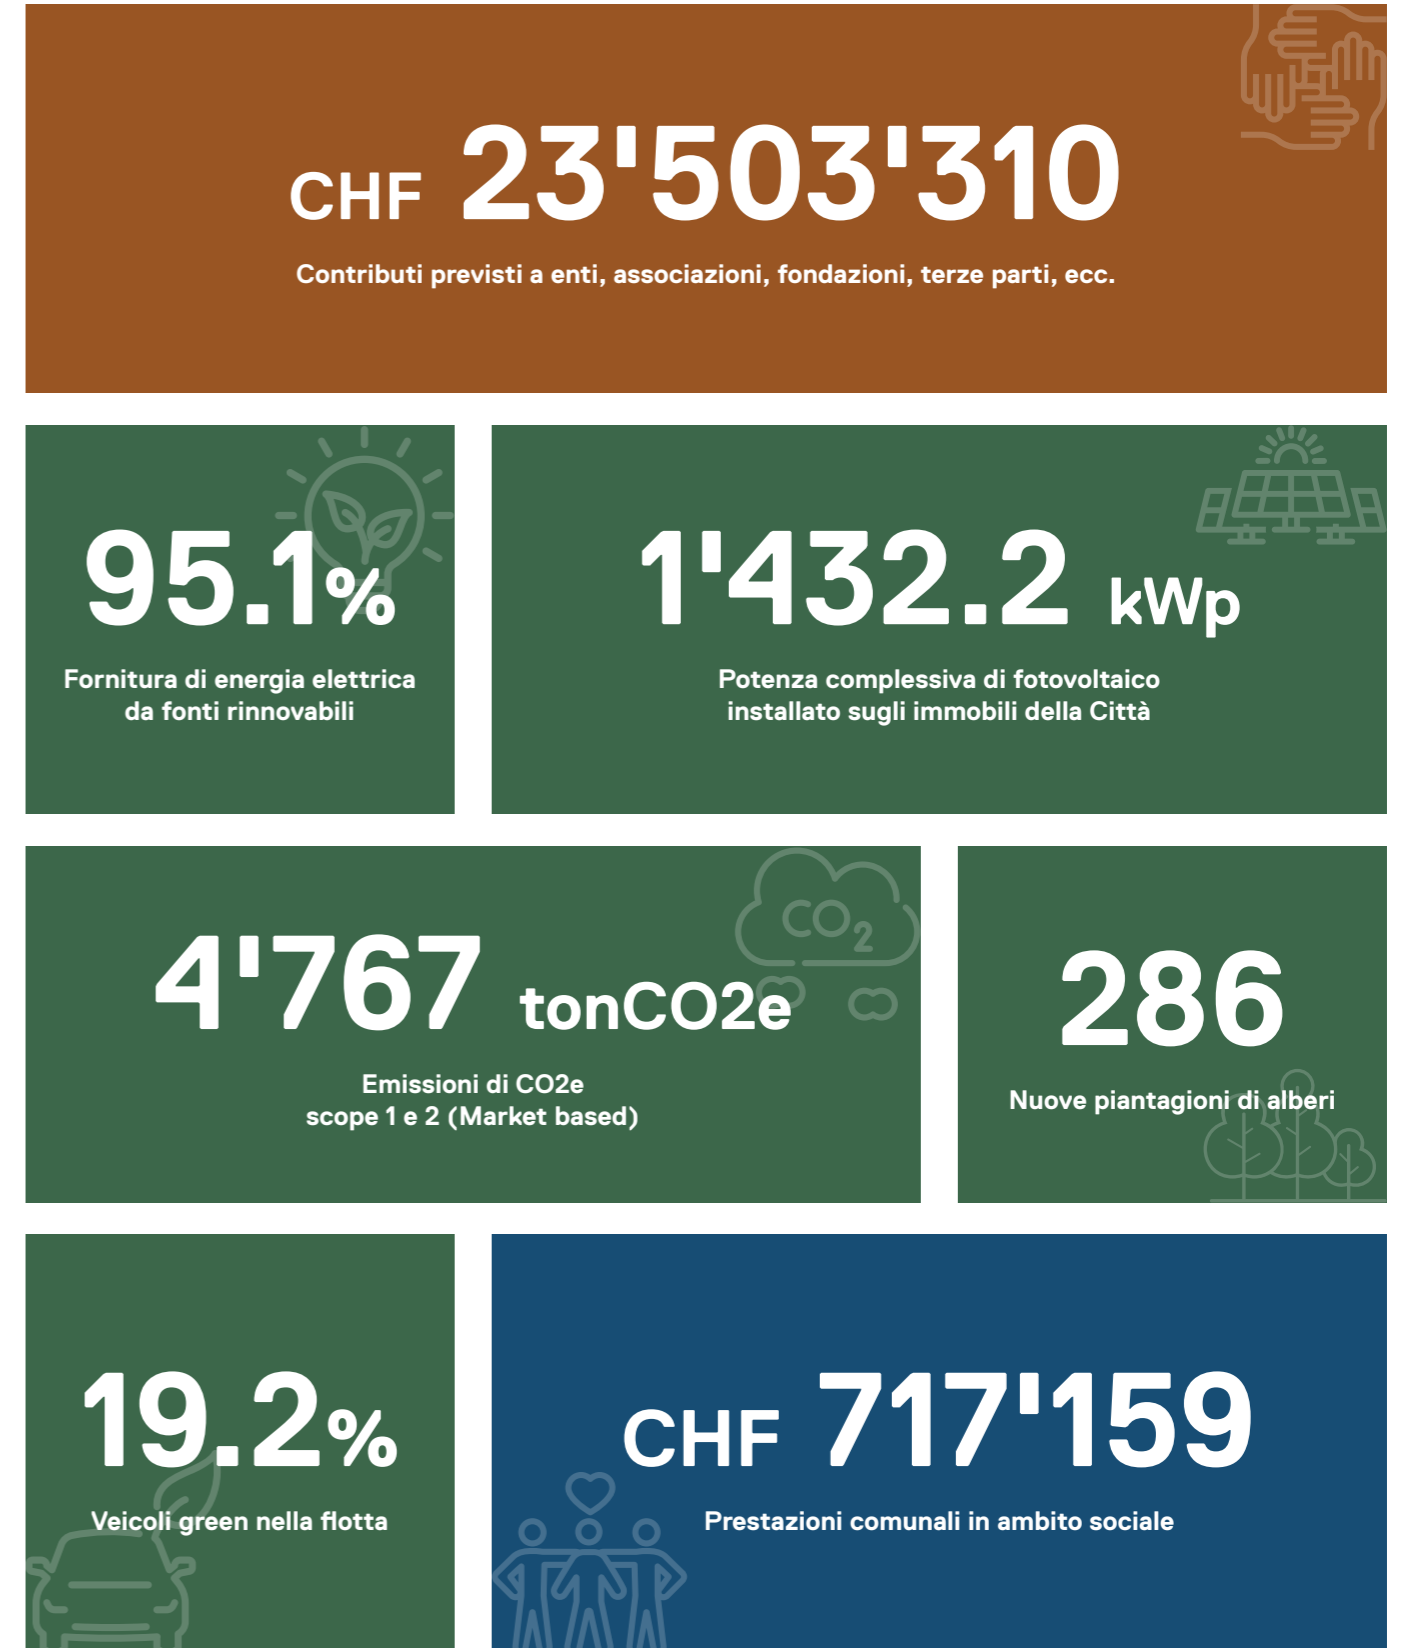 CHF 23'503'310
Contributi previsti a enti, associazioni, fondazioni, terze parti, ecc.
95.1%
Fornitura di energia elettrica
da fonti rinnovabili
1'432.2 kWp
Potenza complessiva di fotovoltaico
installato sugli immobili della Città
CO2
4'767 tonCO2e
Emissioni di CO2e
scope 1 e 2 (Market based)
286
Nuove piantagioni di alberi
19.2%
Veicoli green nella flotta
CHF 717'159
Prestazioni comunali in ambito sociale